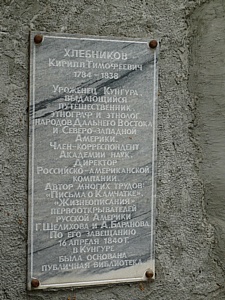 ХЛЕБНИКОВ
КИРИЛЛ ТИМОФЕЕВИЧ
1784 - 1838
УРОЖЕНЕЦ КУНГУРА,
ВЫДАЮЩИЙСЯ
ПУТЕШЕСТВЕННИК,
ЭТНОГРАФ И ЭТНОЛОГ
НАРОДОВ ДАЛЬНЕГО ВОСТОКА
И СЕВЕРО-ЗАПАДНОЙ
АМЕРИКИ.
ЧЛЕН-КОРРЕСПОНДЕНТ
АКАДЕМИИ НАУК.
ДИРЕКТОР
РОССИЙСКО-АМЕРИКАНСКОЙ
КОМПАНИИ.
АВТОР МНОГИХ ТРУДОВ:
"ПИСЬМА О КАМЧАТКЕ",
"ЖИЗНЕОПИСАНИЯ"
ПЕРВООТКРЫВАТЕЛЕЙ
РУССКОЙ АМЕРИКИ
Г.ШЕЛИХОВА И А.БАРАНОВА.
ПО ЕГО ЗАВЕЩАНИЮ
16 АПРЕЛЯ 1840 Г.
В КУНГУРЕ
БЫЛА ОСНОВАНА
ПУБЛИЧНАЯ БИБЛИОТЕКА